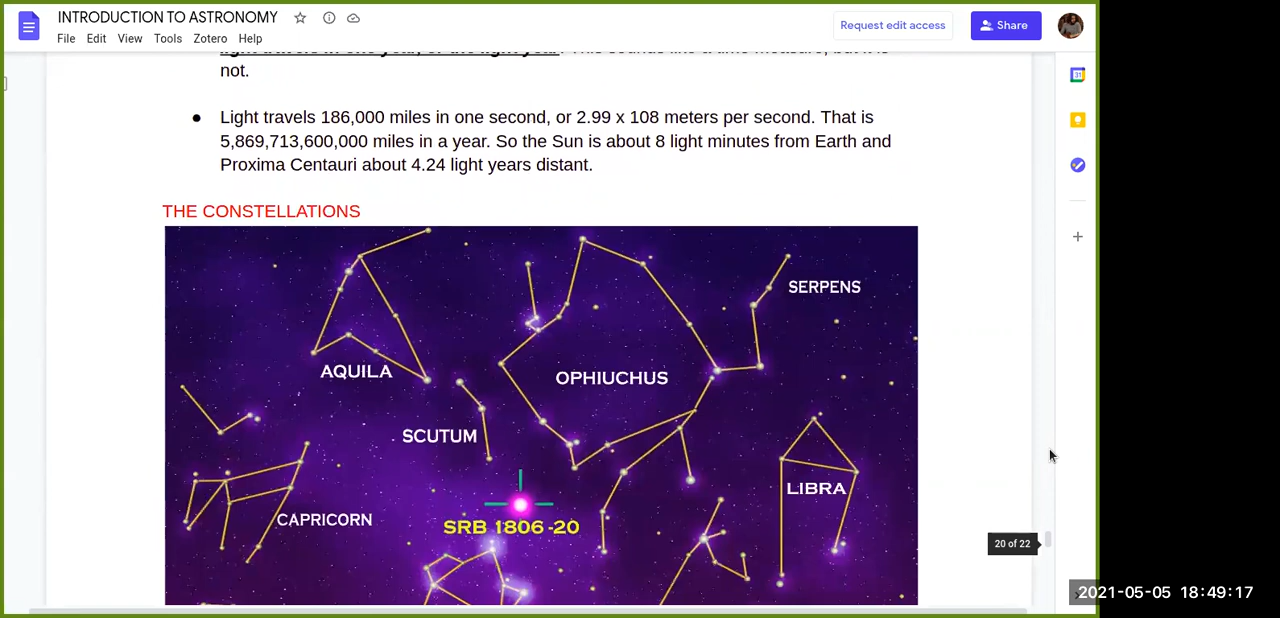 INTRODUCTION TO ASTRONOMY
File Edit View Tools Zotero Help
Request edit access
Share
31
not.
● Light travels 186,000 miles in one second, or 2.99 x 108 meters per second. That is
5,869,713,600,000 miles in a year. So the Sun is about 8 light minutes from Earth and
Proxima Centauri about 4.24 light years distant.
THE CONSTELLATIONS
SERPENS
AQUILA
OPHIUCHUS
SCUTUM
LIBRA
CAPRICORN
SRB 1806-20
20 of 22
2021-05-05 18:49:17